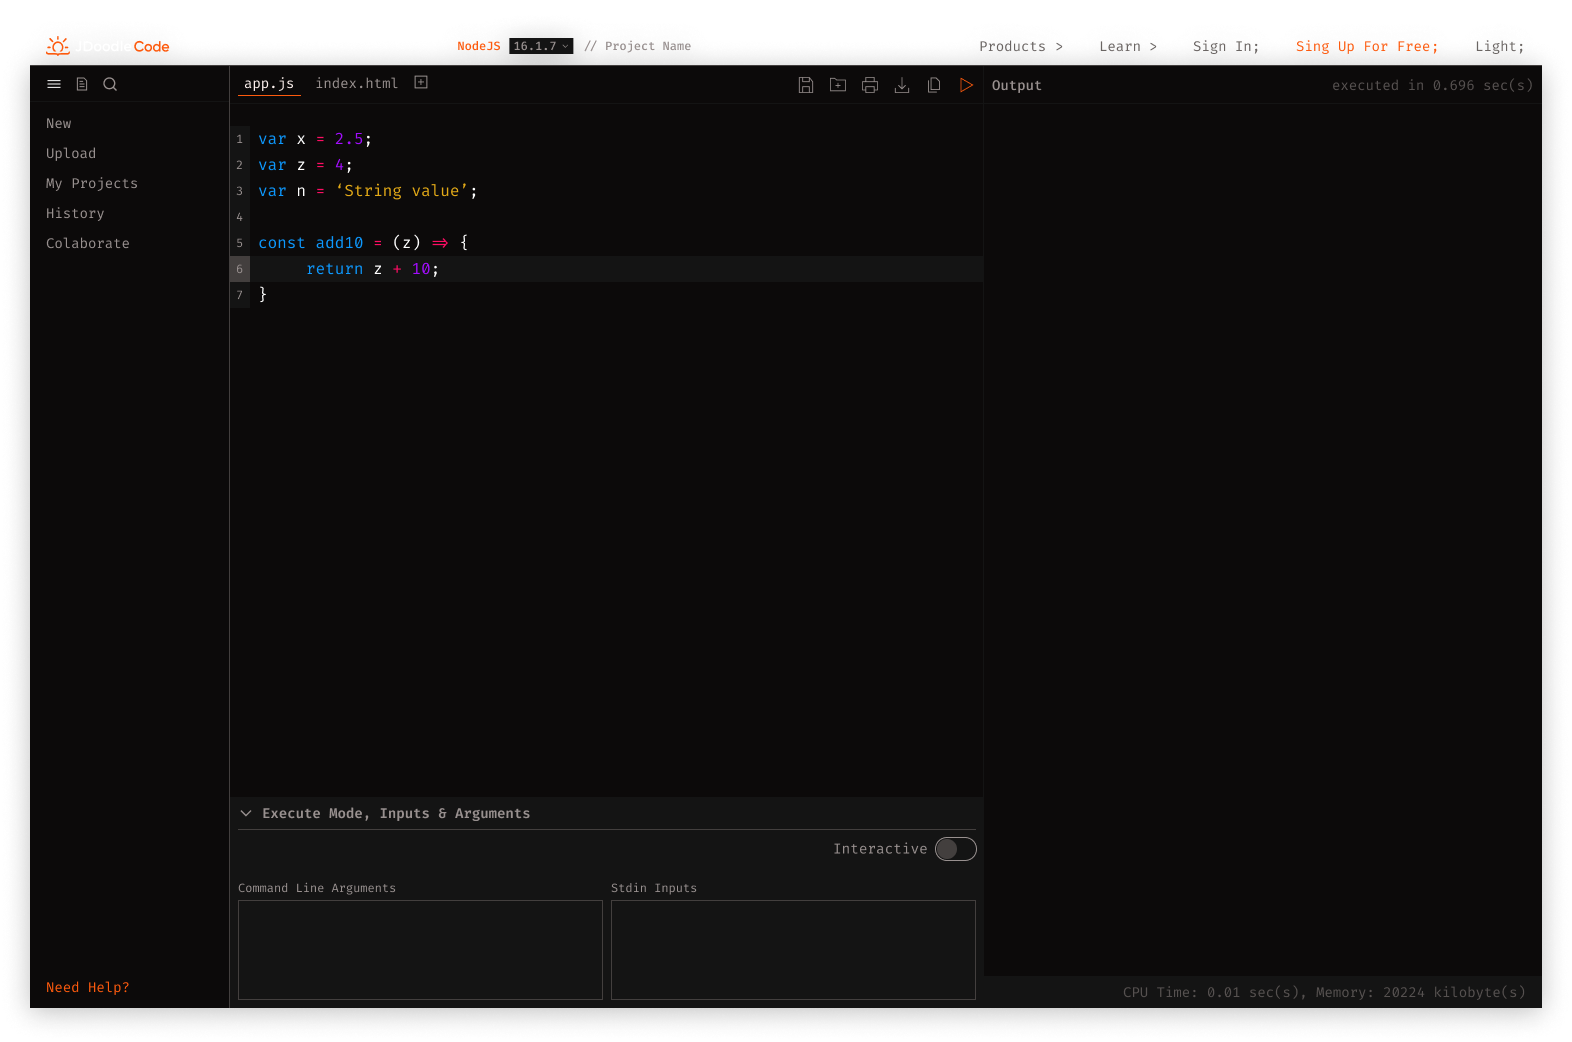 JDoodle Code
NodeJS 16.1.7 // Project Name
Products > Learn > Sign In; Sing Up For Free; Light;
New
Upload
My Projects
History
Colaborate
Need Help?
app.js index.html
1 var x = 2.5;
2 var z = 4;
3 var n = ‘String value’;
4
5 const add10 = (z) => {
6 return z + 10;
7 }
Execute Mode, Inputs & Arguments
Interactive
Command Line Arguments Stdin Inputs
Output executed in 0.696 sec(s)
CPU Time: 0.01 sec(s), Memory: 20224 kilobyte(s)